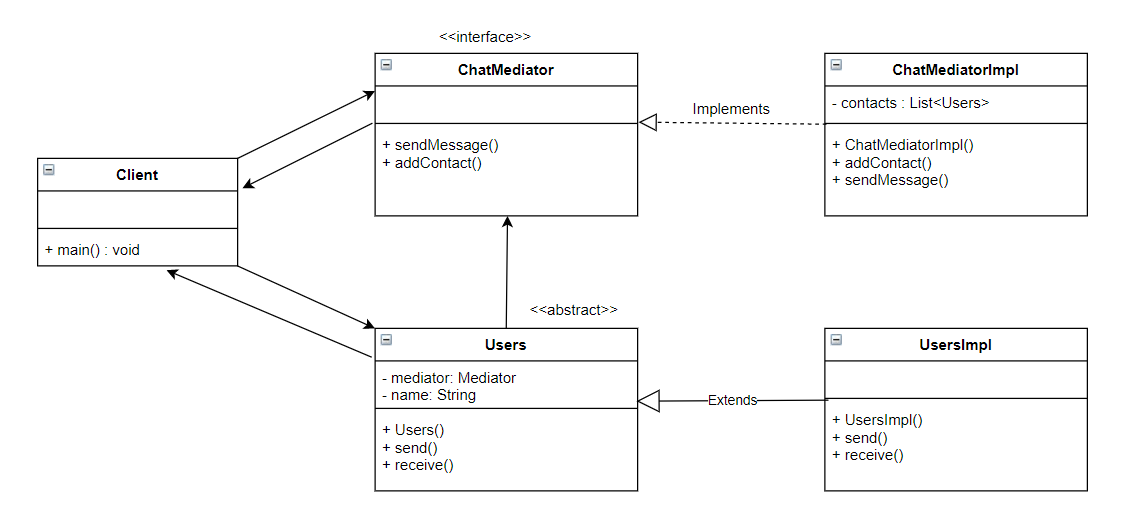 <<interface>>
ChatMediator
+ sendMessage()
+ addContact()
Implements
ChatMediatorImpl
- contacts : List<Users>
+ ChatMediatorImpl()
+ addContact()
+ sendMessage()
Client
+ main() : void
<<abstract>>
Users
- mediator: Mediator
- name: String
+ Users()
+ send()
+ receive()
Extends
UsersImpl
+ UsersImpl()
+ send()
+ receive()